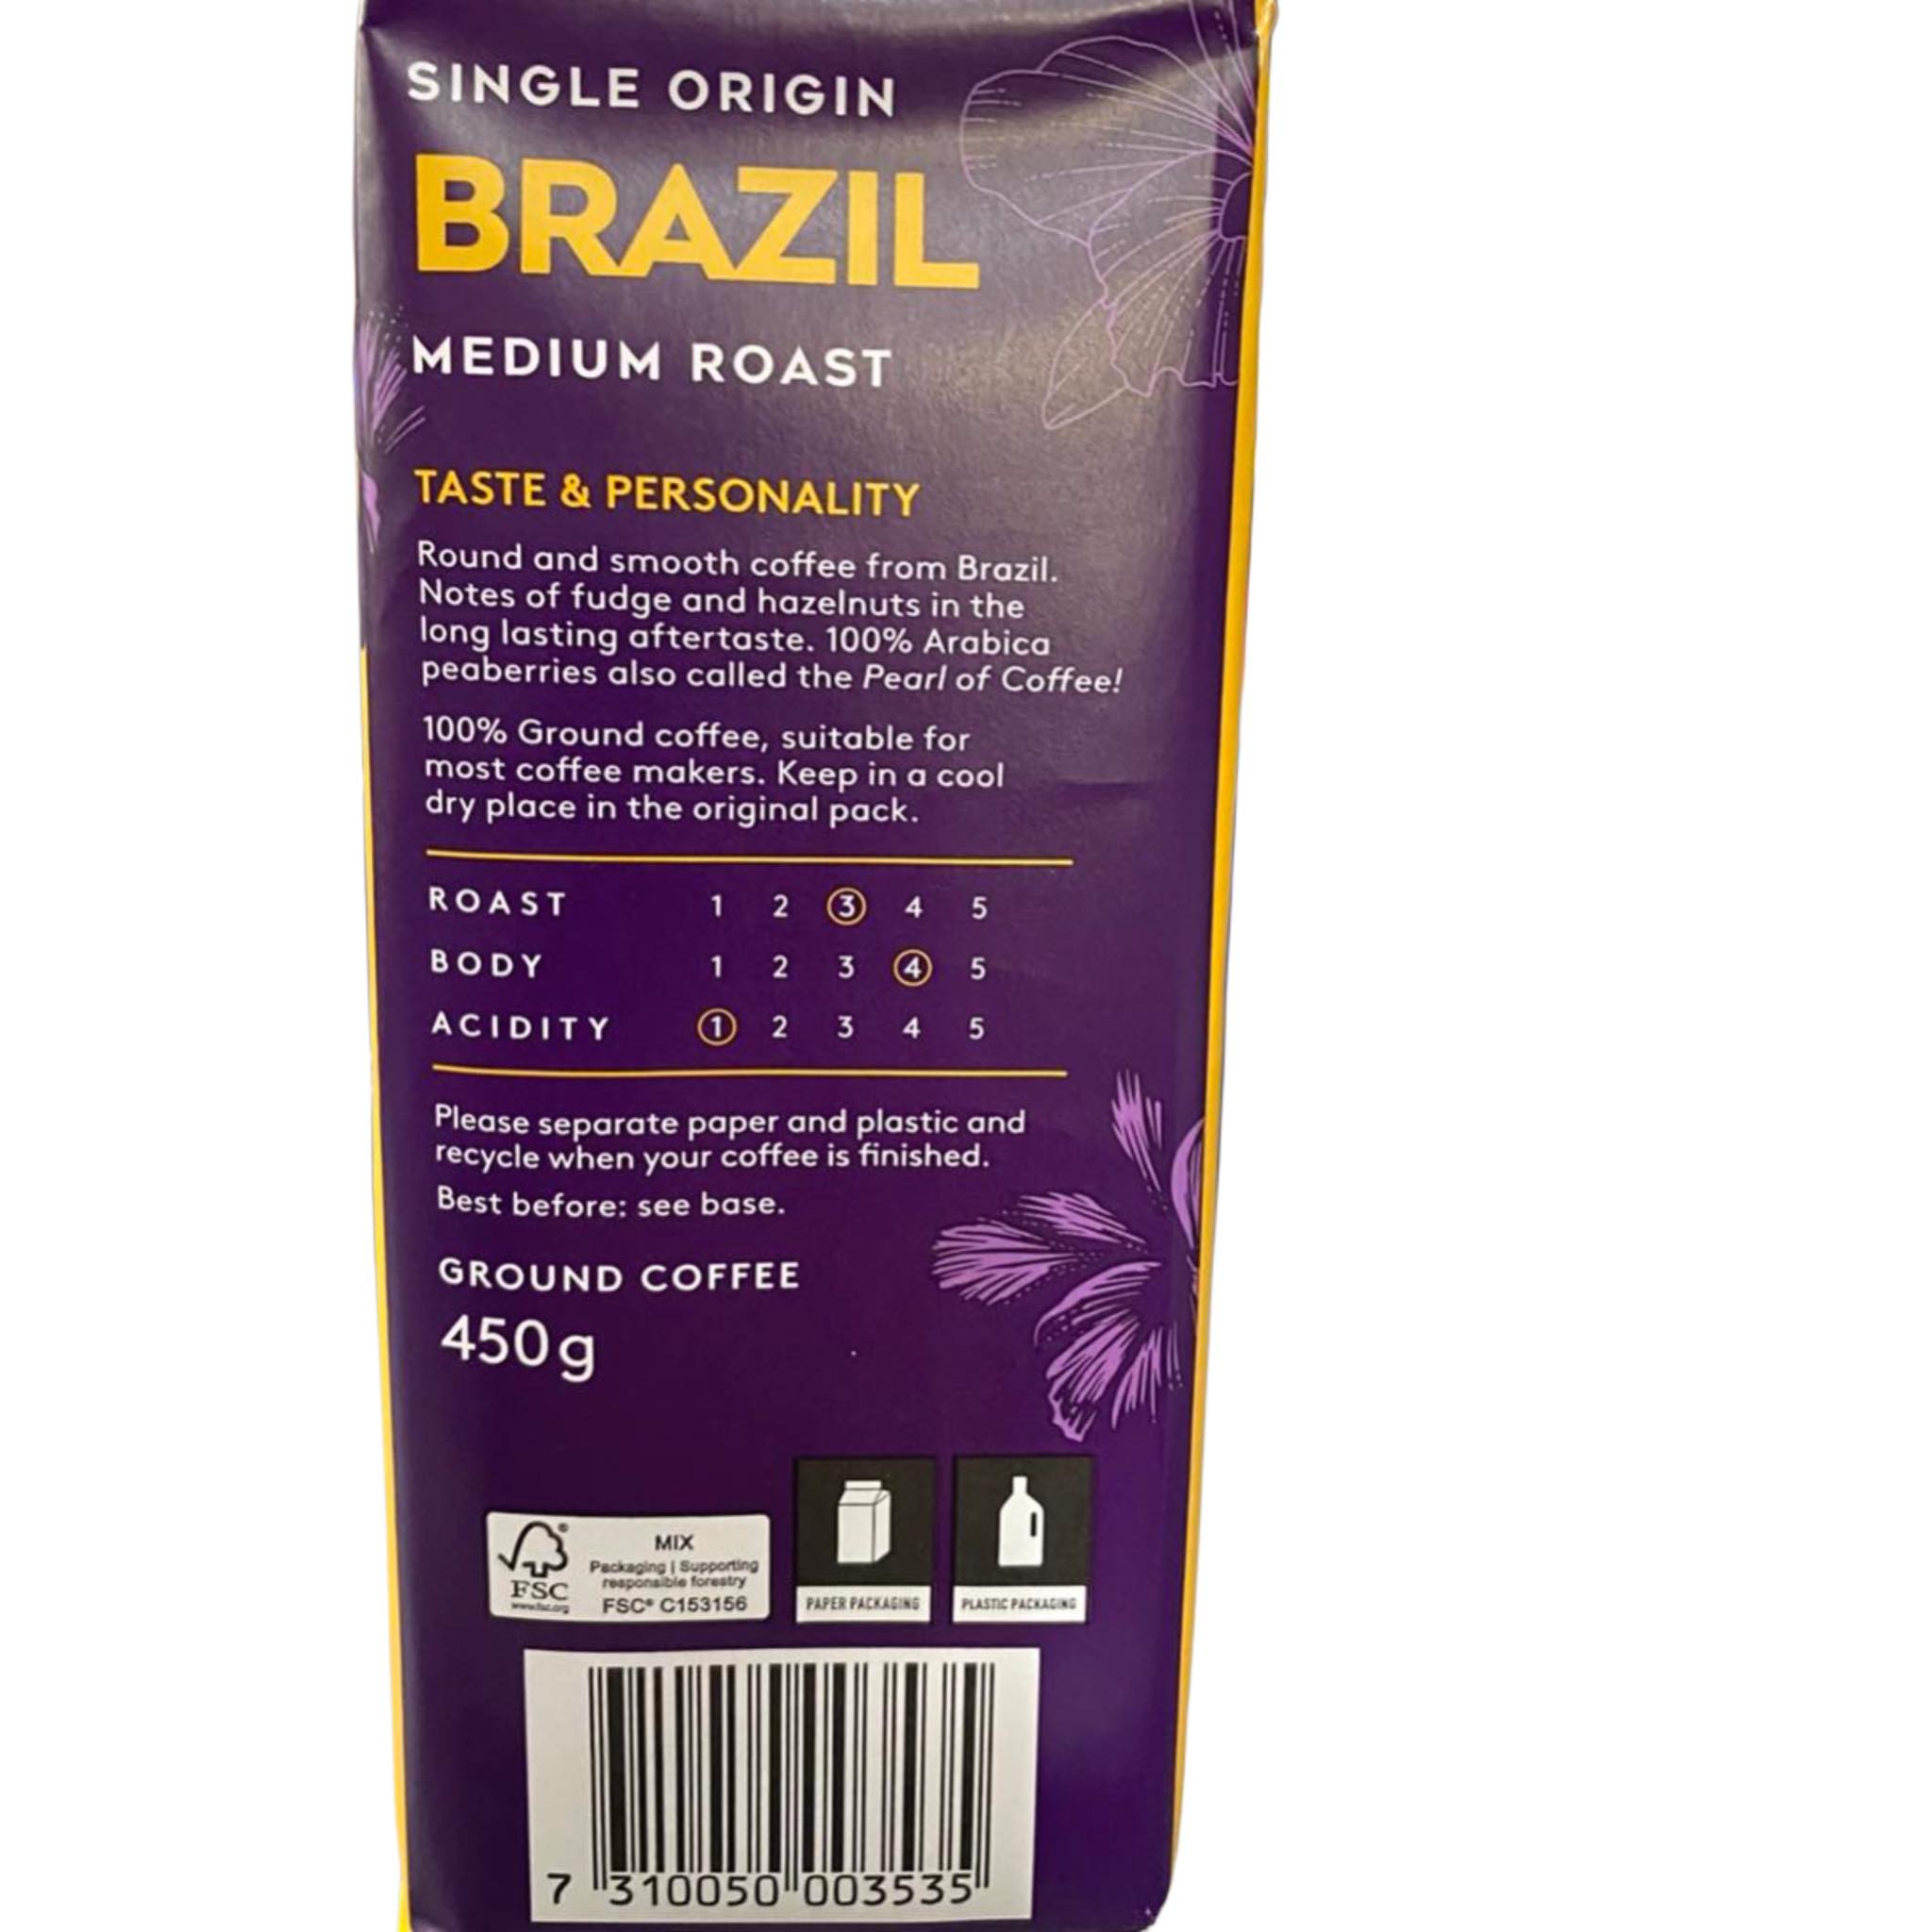 SINGLE ORIGIN
BRAZIL
MEDIUM ROAST
TASTE & PERSONALITY
Round and smooth coffee from Brazil.
Notes of fudge and hazelnuts in the
long lasting aftertaste. 100% Arabica
peaberries also called the Pearl of Coffee!
100% Ground coffee, suitable for
most coffee makers. Keep in a cool
dry place in the original pack.
ROAST 1 2 3 4 5
BODY 1 2 3 4 5
ACIDITY 1 2 3 4 5
Please separate paper and plastic and
recycle when your coffee is finished.
Best before: see base.
GROUND COFFEE
450g
MIX
Packaging | Supporting
responsible forestry
FSC® C153156
FSC
www.fsc.org
PAPER PACKAGING
PLASTIC PACKAGING
7 310050 003535